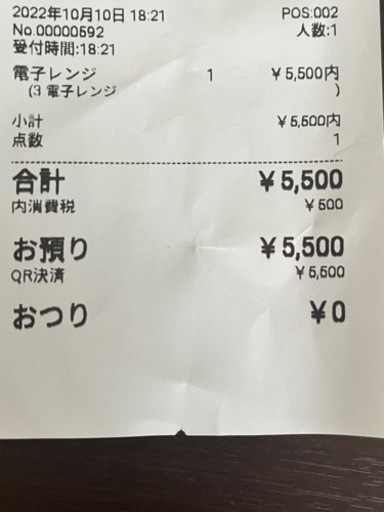 2022年10月10日 18:21 POS:002
No.00000592 人数:1
受付時間:18:21
電子レンジ 1 ¥5,500内
(3 電子レンジ )
小計 ¥5,500内
点数 1
合計 ¥5,500
内消費税 ¥500
お預り ¥5,500
QR決済 ¥5,500
おつり ¥0